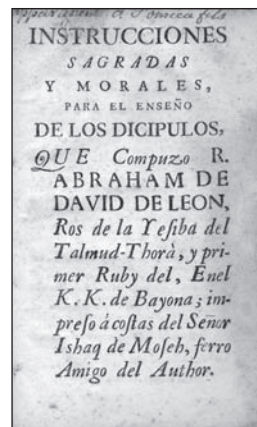 INSTRUCCIONES
SAGRADAS
Y MORALES,
PARA EL ENSEÑO
DE LOS DICIPULOS,
QUE Compuzo R.
ABRAHAM DE
DAVID DE LEON,
Ros de la Yeſiba del
Talmud-Thorà, y pri-
mer Ruby del, Enel
K. K. de Bayona; im-
preſo á coſtas del Señor
Ishaq de Moſeh, ferro
Amigo del Author.